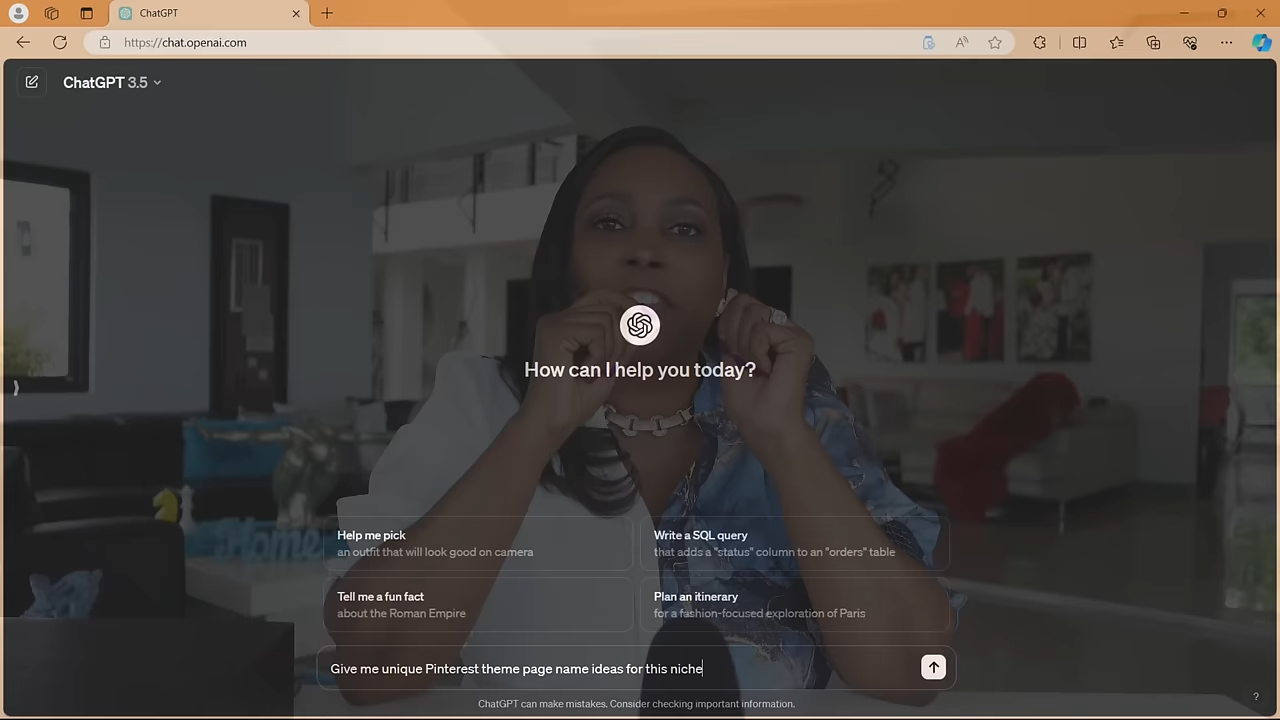 ChatGPT
https://chat.openai.com
ChatGPT 3.5
How can I help you today?
Help me pick
an outfit that will look good on camera
Write a SQL query
that adds a "status" column to an "orders" table
Tell me a fun fact
about the Roman Empire
Plan an itinerary
for a fashion-focused exploration of Paris
Give me unique Pinterest theme page name ideas for this niche
ChatGPT can make mistakes. Consider checking important information.
?
Home